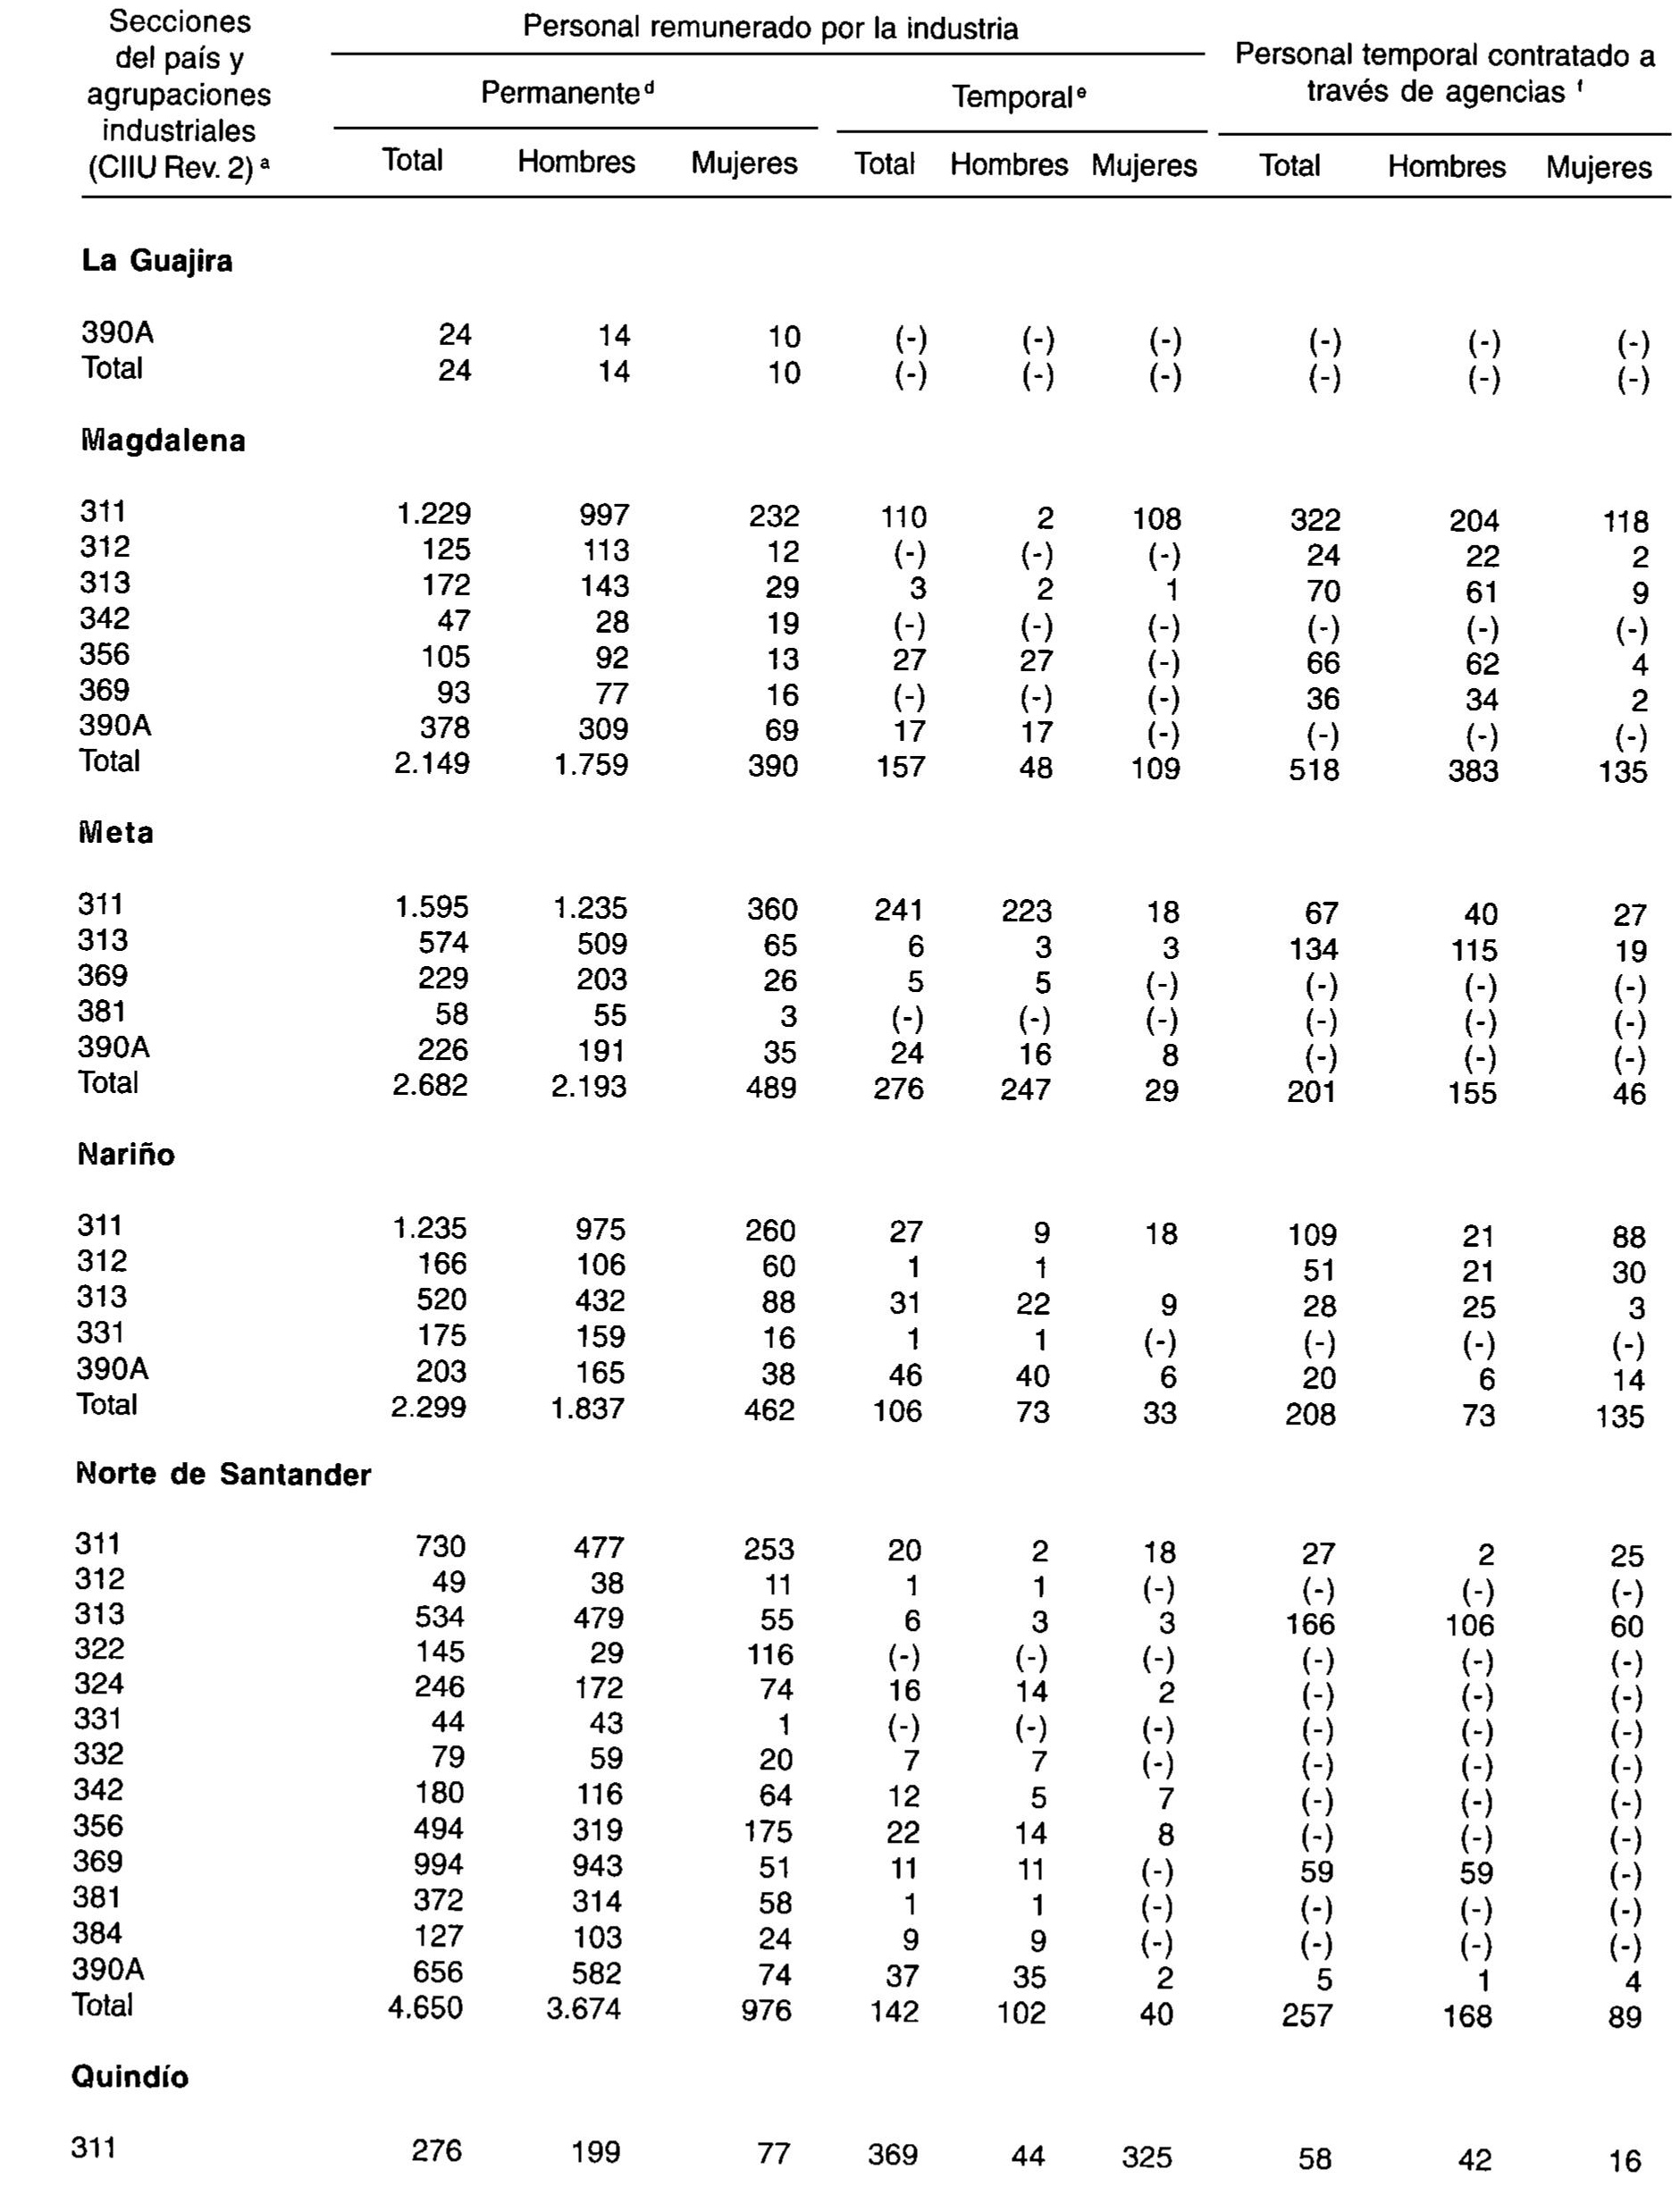 Secciones
del país y
agrupaciones
industriales
(CIIU Rev. 2) a
Personal remunerado por la industria
Permanente d
Temporal e
Personal temporal contratado a
través de agencias f
Total Hombres Mujeres Total Hombres Mujeres Total Hombres Mujeres
La Guajira
390A 24 14 10 (-) (-) (-) (-) (-) (-)
Total 24 14 10 (-) (-) (-) (-) (-) (-)
Magdalena
311 1.229 997 232 110 2 108 322 204 118
312 125 113 12 (-) (-) (-) 24 22 2
313 172 143 29 3 2 1 70 61 9
342 47 28 19 (-) (-) (-) (-) (-) (-)
356 105 92 13 27 27 (-) 66 62 4
369 93 77 16 (-) (-) (-) 36 34 2
390A 378 309 69 17 17 (-) (-) (-) (-)
Total 2.149 1.759 390 157 48 109 518 383 135
Meta
311 1.595 1.235 360 241 223 18 67 40 27
313 574 509 65 6 3 3 134 115 19
369 229 203 26 5 5 (-) (-) (-) (-)
381 58 55 3 (-) (-) (-) (-) (-) (-)
390A 226 191 35 24 16 8 (-) (-) (-)
Total 2.682 2.193 489 276 247 29 201 155 46
Nariño
311 1.235 975 260 27 9 18 109 21 88
312 166 106 60 1 1 51 21 30
313 520 432 88 31 22 9 28 25 3
331 175 159 16 1 1 (-) (-) (-) (-)
390A 203 165 38 46 40 6 20 6 14
Total 2.299 1.837 462 106 73 33 208 73 135
Norte de Santander
311 730 477 253 20 2 18 27 2 25
312 49 38 11 1 1 (-) (-) (-) (-)
313 534 479 55 6 3 3 166 106 60
322 145 29 116 (-) (-) (-) (-) (-) (-)
324 246 172 74 16 14 2 (-) (-) (-)
331 44 43 1 (-) (-) (-) (-) (-) (-)
332 79 59 20 7 7 (-) (-) (-) (-)
342 180 116 64 12 5 7 (-) (-) (-)
356 494 319 175 22 14 8 (-) (-) (-)
369 994 943 51 11 11 (-) 59 59 (-)
381 372 314 58 1 1 (-) (-) (-) (-)
384 127 103 24 9 9 (-) (-) (-) (-)
390A 656 582 74 37 35 2 5 1 4
Total 4.650 3.674 976 142 102 40 257 168 89
Quindío
311 276 199 77 369 44 325 58 42 16